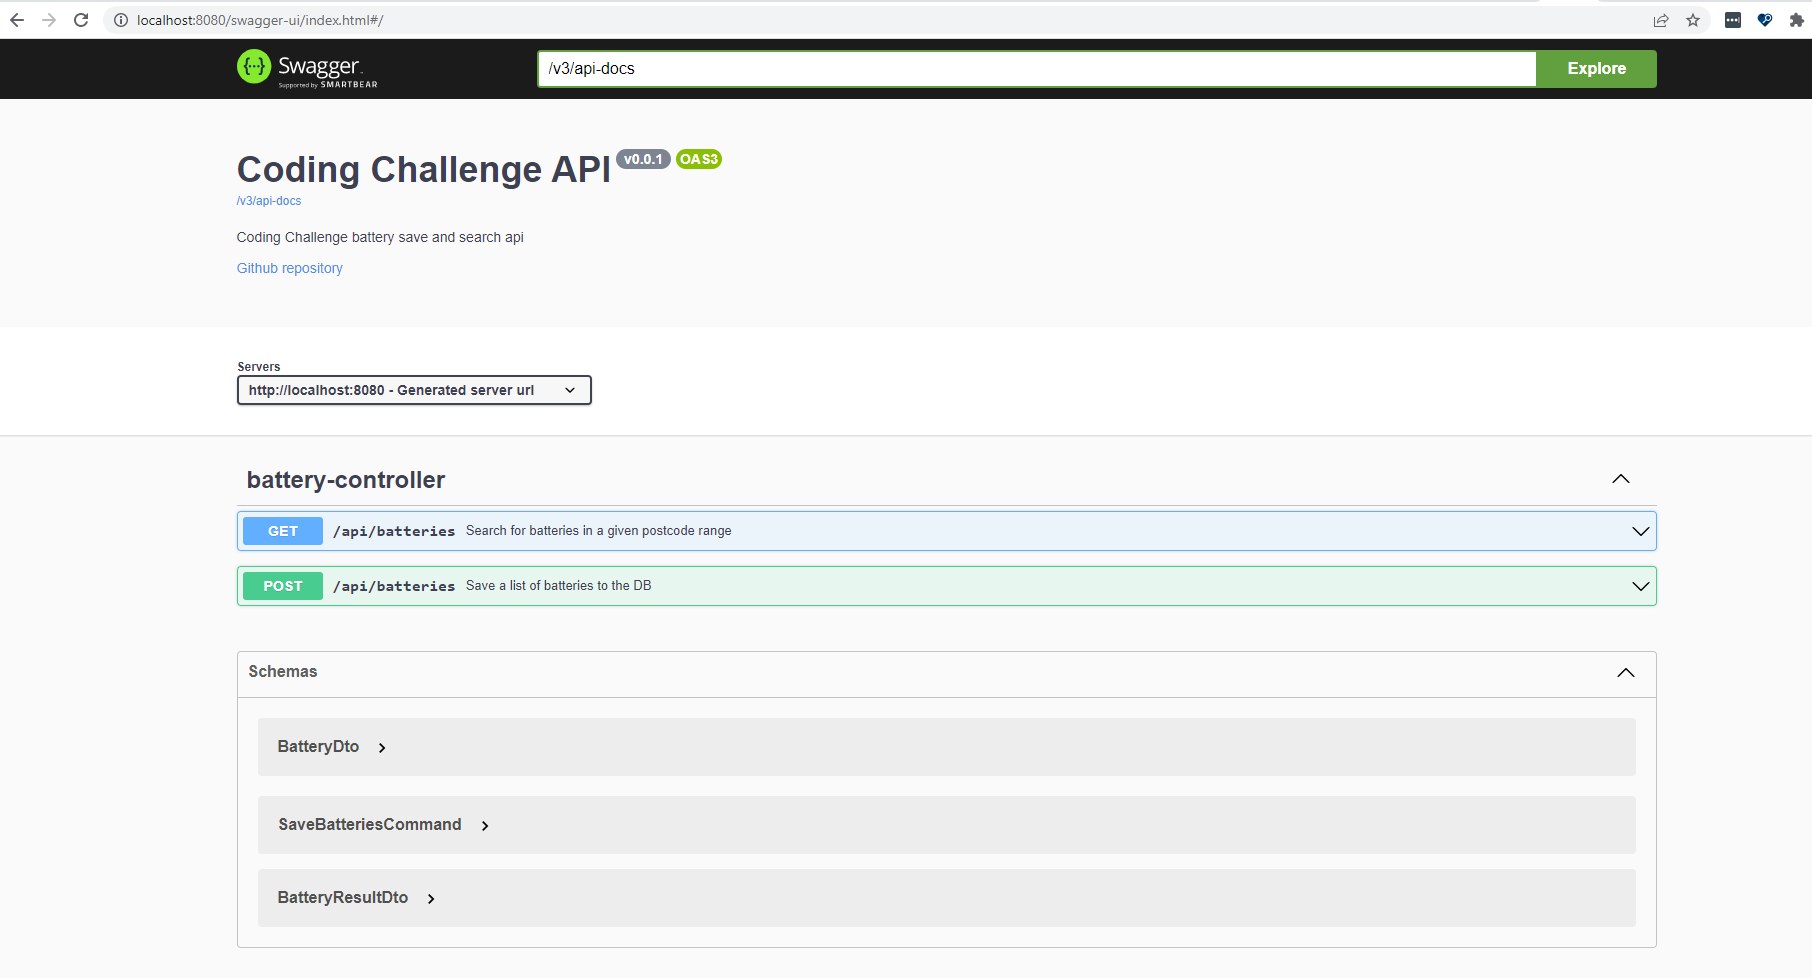 localhost:8080/swagger-ui/index.html#/
{···} Swagger
Supported by SMARTBEAR
/v3/api-docs
Explore
Coding Challenge API v0.0.1 OAS3
/v3/api-docs
Coding Challenge battery save and search api
Github repository
Servers
http://localhost:8080 - Generated server url
battery-controller
GET /api/batteries Search for batteries in a given postcode range
POST /api/batteries Save a list of batteries to the DB
Schemas
BatteryDto
SaveBatteriesCommand
BatteryResultDto